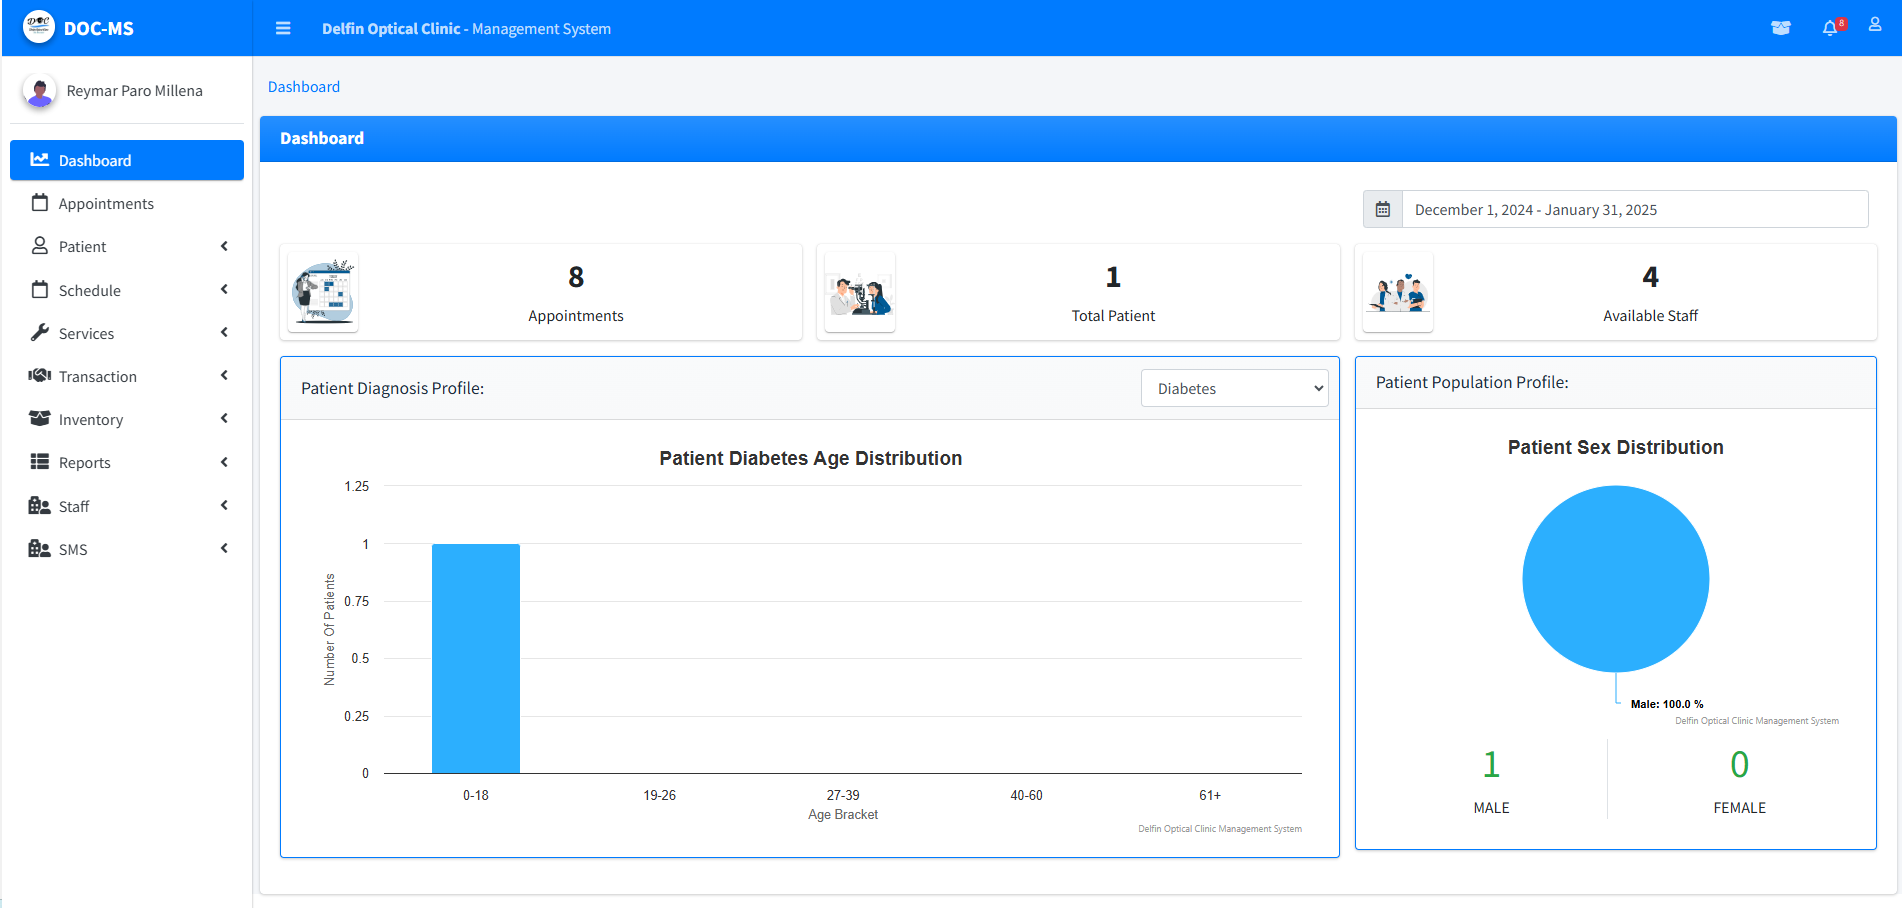 DOC
DOC-MS
Delfin Optical Clinic - Management System
8
Reymar Paro Millena
Dashboard
Appointments
Patient
Schedule
Services
Transaction
Inventory
Reports
Staff
SMS
Dashboard
Dashboard
December 1, 2024 - January 31, 2025
8
Appointments
1
Total Patient
4
Available Staff
Patient Diagnosis Profile:
Diabetes
Patient Diabetes Age Distribution
1.25
1
0.75
0.5
0.25
0
Number Of Patients
0-18
19-26
27-39
40-60
61+
Age Bracket
Delfin Optical Clinic Management System
Patient Population Profile:
Patient Sex Distribution
Male: 100.0 %
Delfin Optical Clinic Management System
1
MALE
0
FEMALE